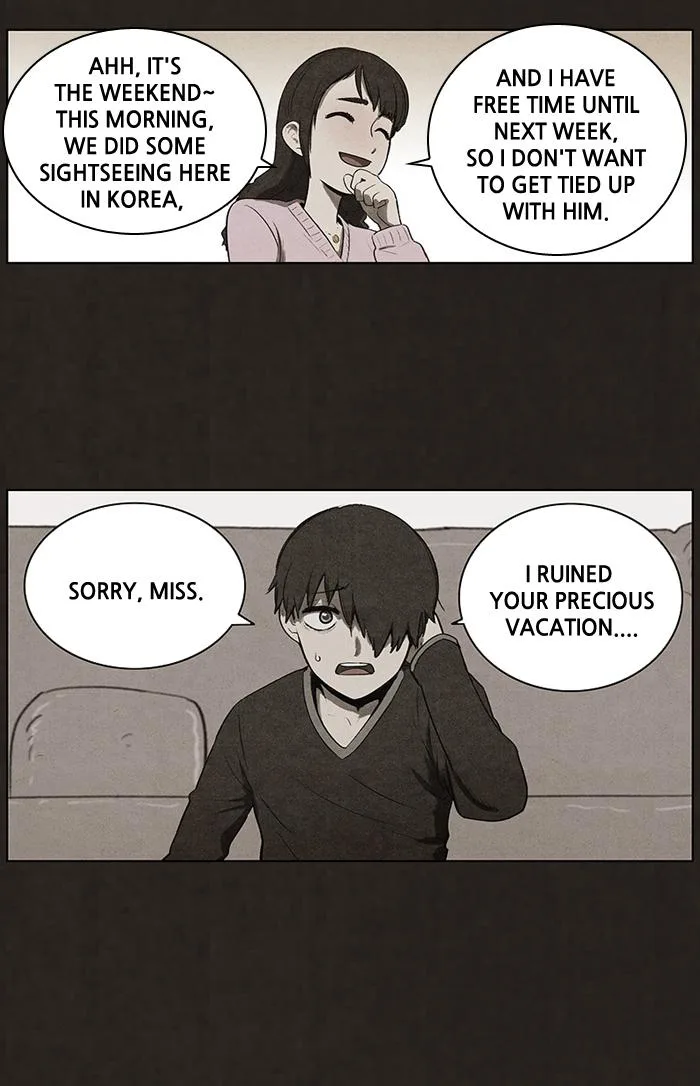 AHH, IT'S
THE WEEKEND~
THIS MORNING,
WE DID SOME
SIGHTSEEING HERE
IN KOREA,
AND I HAVE
FREE TIME UNTIL
NEXT WEEK,
SO I DON'T WANT
TO GET TIED UP
WITH HIM.
SORRY, MISS.
I RUINED
YOUR PRECIOUS
VACATION....